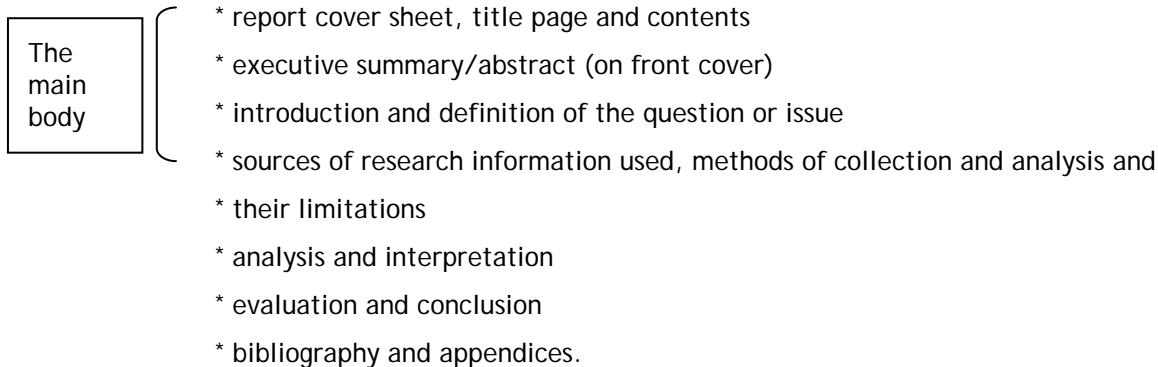 The
main
body
* report cover sheet, title page and contents
* executive summary/abstract (on front cover)
* introduction and definition of the question or issue
* sources of research information used, methods of collection and analysis and
* their limitations
* analysis and interpretation
* evaluation and conclusion
* bibliography and appendices.